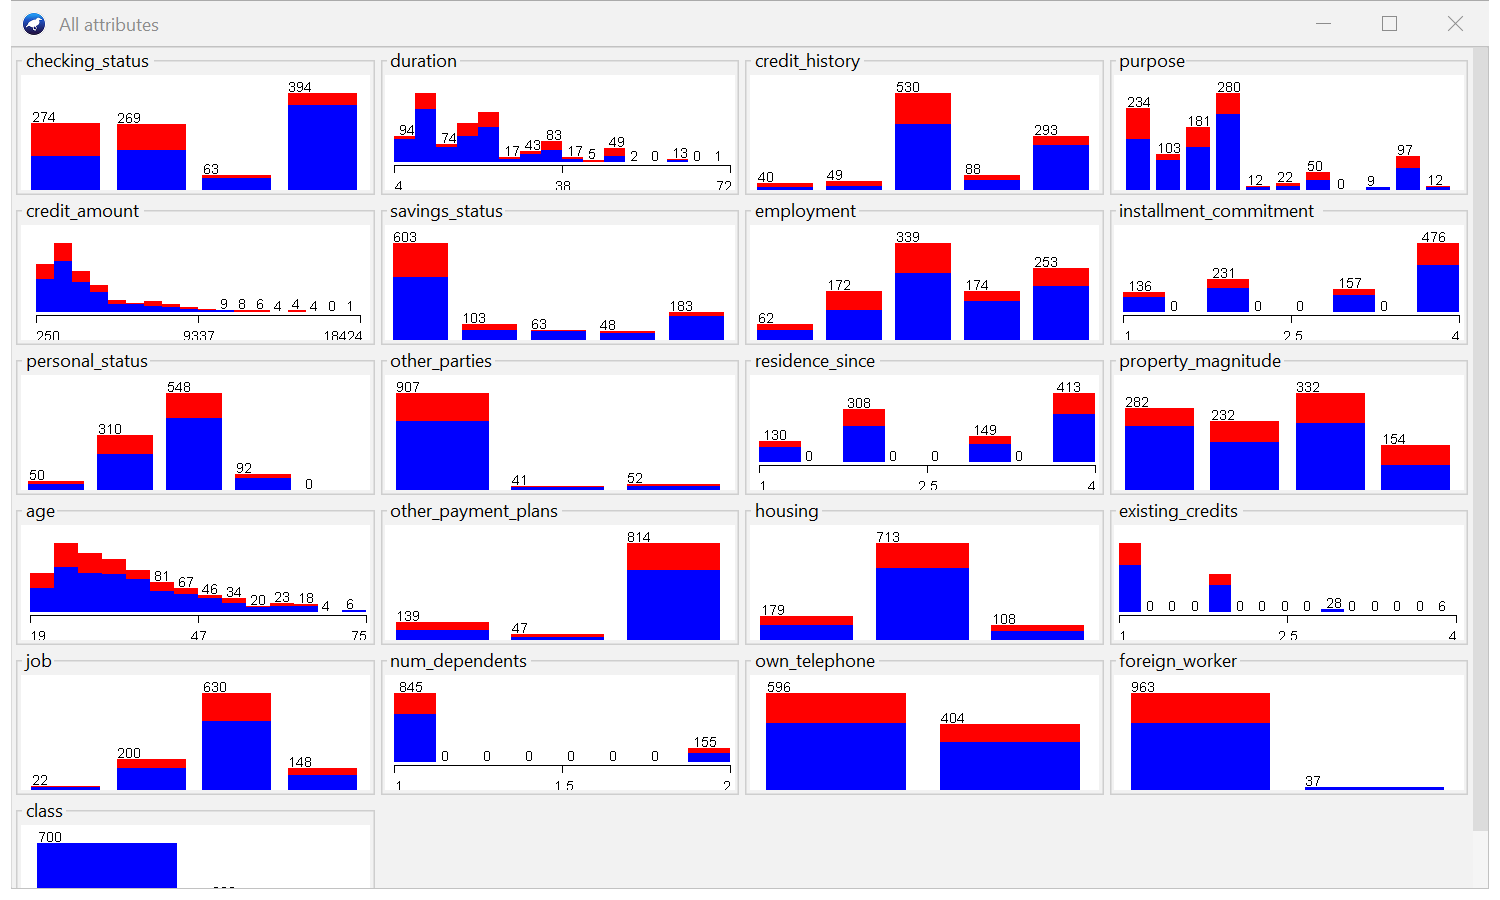 All attributes
checking_status
274 269 63 394
duration
94 74 17 43 83 17 5 49 2 0 13 0 1
4 38 72
credit_history
40 49 530 88 293
purpose
234 103 181 280 12 22 50 0 9 97 12
credit_amount
9 8 6 4 4 4 0 1
250 9337 18424
savings_status
603 103 63 48 183
employment
62 172 339 174 253
installment_commitment
136 0 231 0 0 157 0 476
1 2.5 4
personal_status
50 310 548 92 0
other_parties
907 41 52
residence_since
130 0 308 0 0 149 0 413
1 2.5 4
property_magnitude
282 232 332 154
age
81 67 46 34 20 23 18 4 6
19 47 75
other_payment_plans
139 47 814
housing
179 713 108
existing_credits
0 0 0 0 0 0 0 28 0 0 0 0 6
1 2.5 4
job
22 200 630 148
num_dependents
845 0 0 0 0 0 0 155
1 1.5 2
own_telephone
596 404
foreign_worker
963 37
class
700